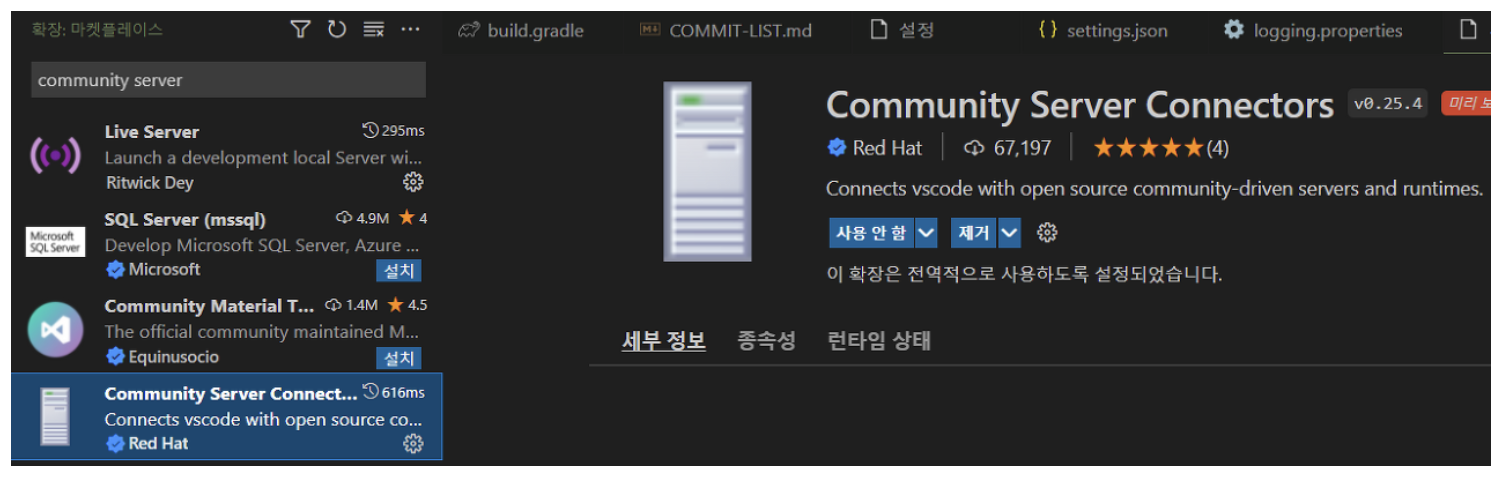 확장: 마켓플레이스
build.gradle
COMMIT-LIST.md
설정
{} settings.json
logging.properties
community server
Live Server 295ms
Launch a development local Server wi...
Ritwick Dey
Microsoft SQL Server
SQL Server (mssql) 4.9M ★ 4
Develop Microsoft SQL Server, Azure ...
Microsoft 설치
Community Material T... 1.4M ★ 4.5
The official community maintained M...
Equinusocio 설치
Community Server Connect... 616ms
Connects vscode with open source co...
Red Hat
Community Server Connectors v0.25.4 미리
Red Hat | 67,197 | ★★★★★(4)
Connects vscode with open source community-driven servers and runtimes.
사용 안 함 제거
이 확장은 전역적으로 사용하도록 설정되었습니다.
세부 정보 종속성 런타임 상태